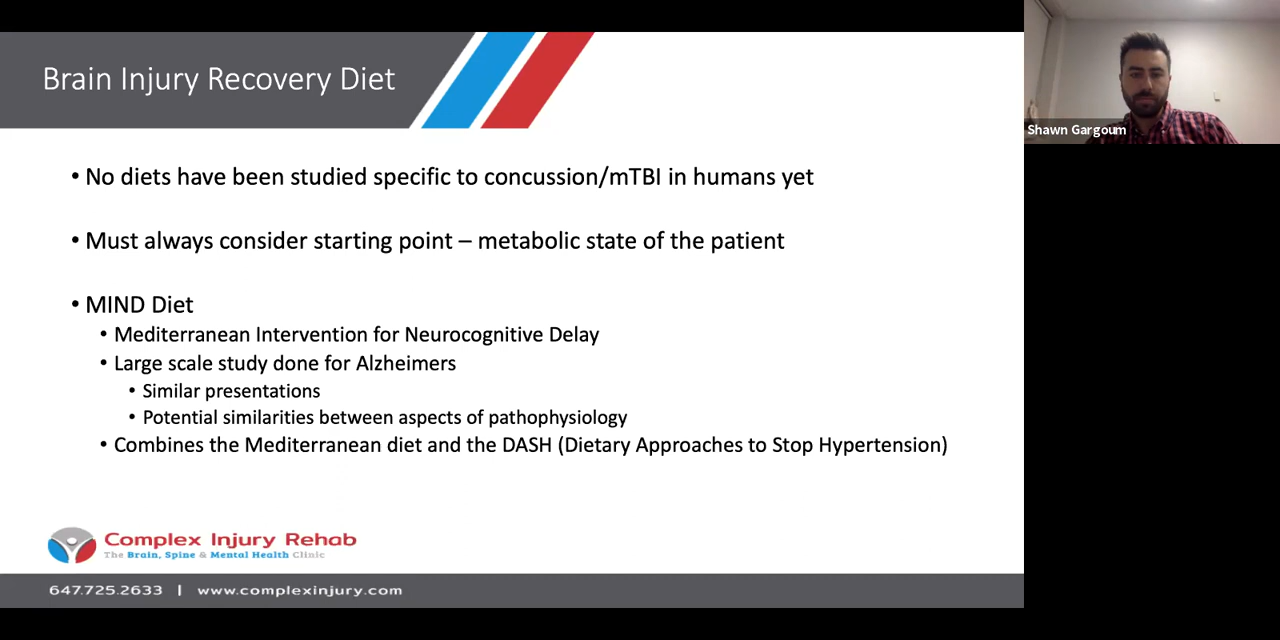 Brain Injury Recovery Diet
Shawn Gargoum
• No diets have been studied specific to concussion/mTBI in humans yet
• Must always consider starting point – metabolic state of the patient
• MIND Diet
• Mediterranean Intervention for Neurocognitive Delay
• Large scale study done for Alzheimers
• Similar presentations
• Potential similarities between aspects of pathophysiology
• Combines the Mediterranean diet and the DASH (Dietary Approaches to Stop Hypertension)
Complex Injury Rehab
The Brain, Spine & Mental Health Clinic
647.725.2633 | www.complexinjury.com